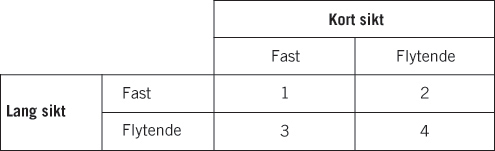 Kort sikt
Fast Flytende
Lang sikt Fast 1 2
Flytende 3 4